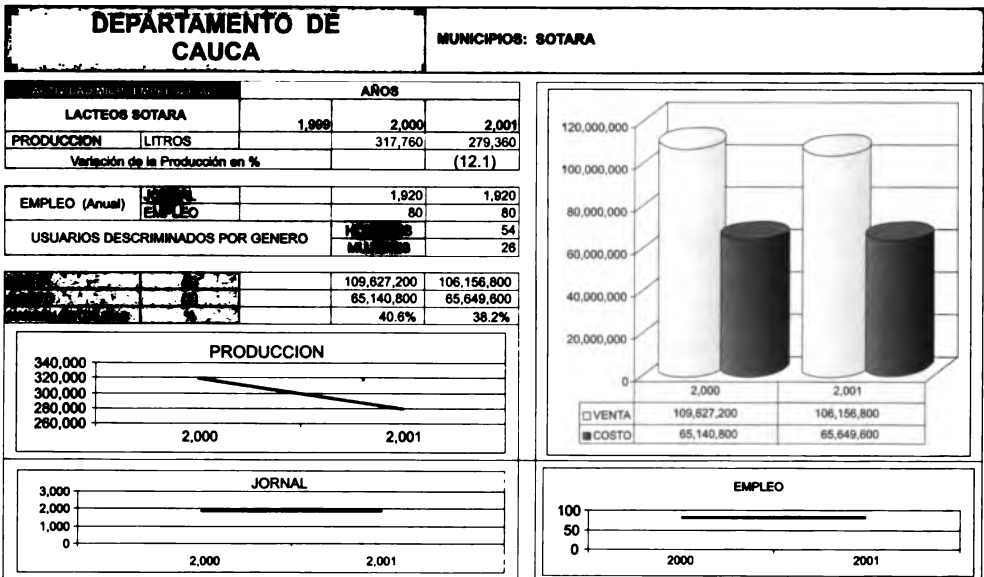 DEPARTAMENTO DE
CAUCA
MUNICIPIOS: SOTARA
AÑOS
LACTEOS SOTARA 1,999 2,000 2,001
PRODUCCION LITROS 317,760 279,360
Variación de la Producción en % (12.1)
EMPLEO (Anual) 1,920 1,920
EMPLEO 80 80
USUARIOS DESCRIMINADOS POR GENERO 54
26
109,627,200 106,156,800
65,140,800 65,649,600
% 40.6% 38.2%
PRODUCCION
340,000
320,000
300,000
280,000
260,000
2,000 2,001
JORNAL
3,000
2,000
1,000
0
2,000 2,001
120,000,000
100,000,000
80,000,000
60,000,000
40,000,000
20,000,000
0
2,000 2,001
VENTA 109,627,200 106,156,800
COSTO 65,140,800 65,649,600
EMPLEO
100
50
0
2000 2001